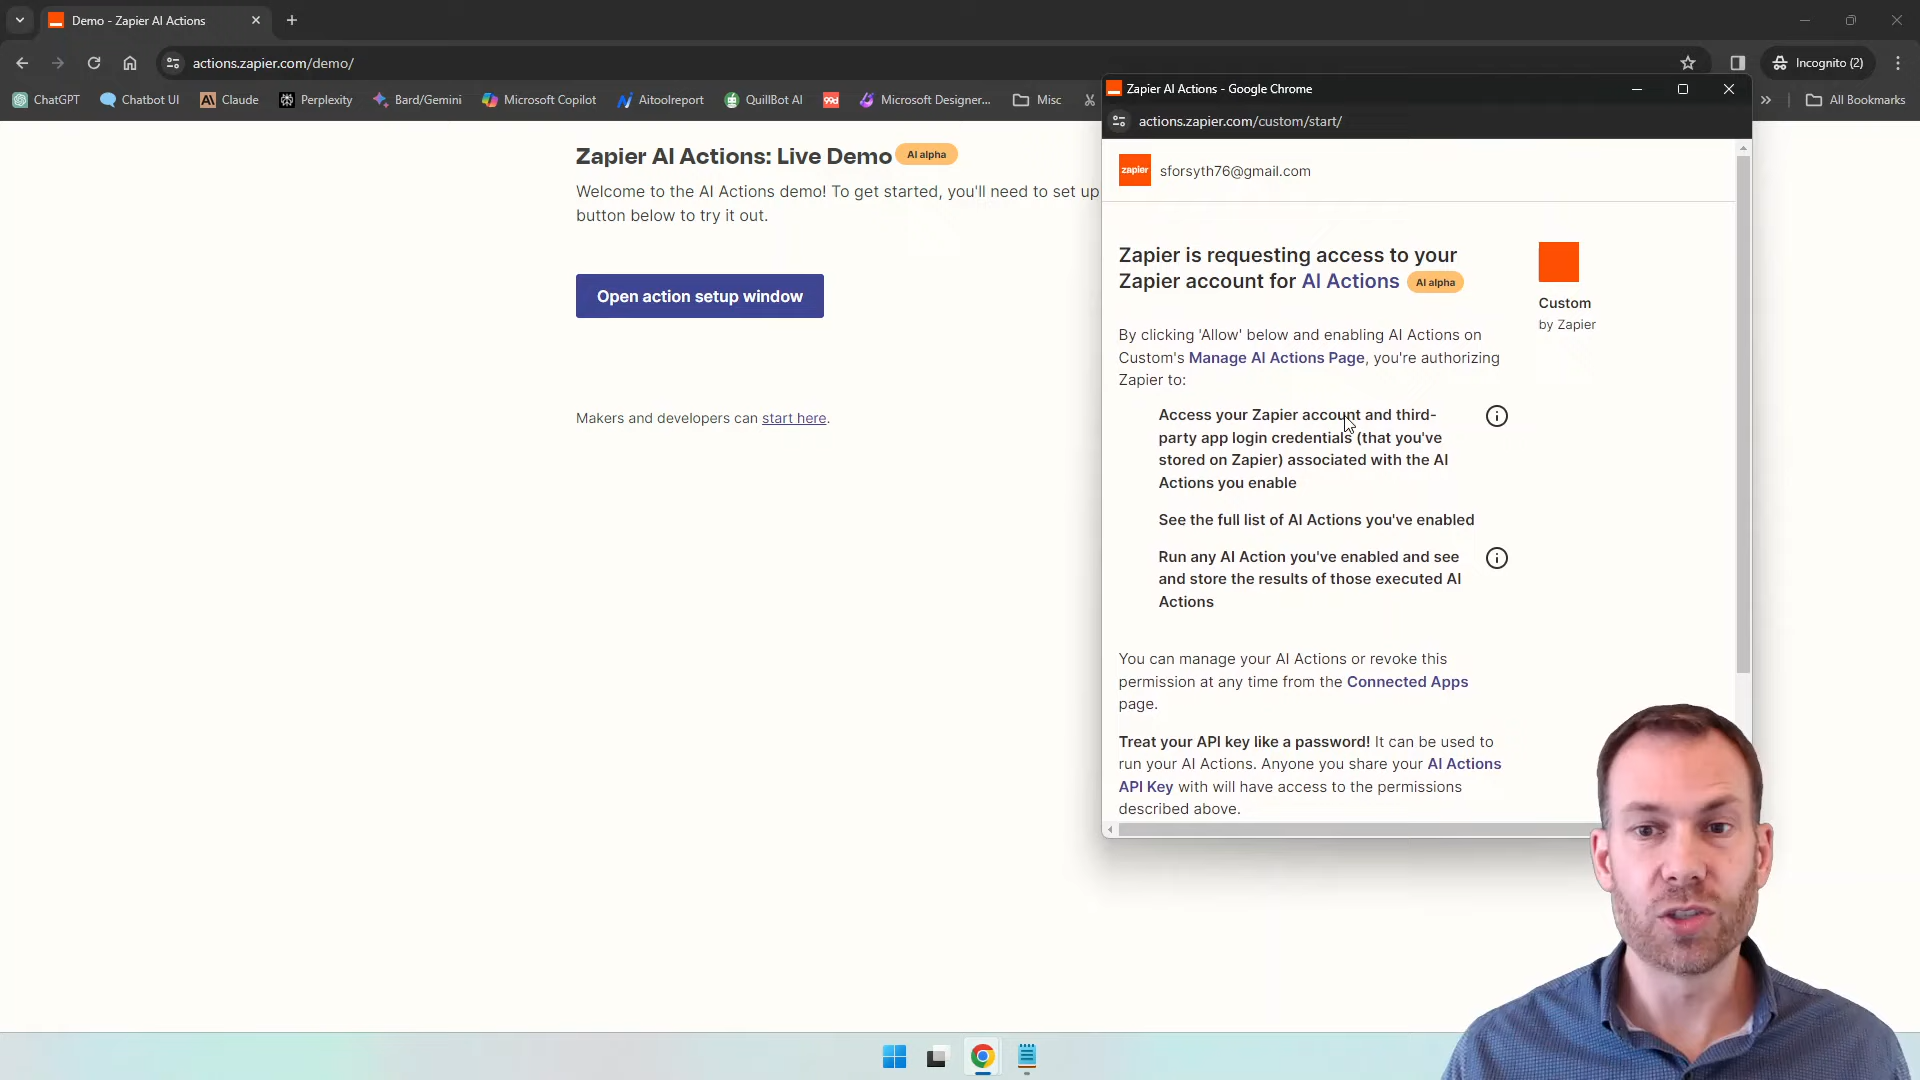 Demo - Zapier AI Actions
actions.zapier.com/demo/
Incognito (2)
ChatGPT
Chatbot UI
Claude
Perplexity
Bard/Gemini
Microsoft Copilot
Aitoolreport
QuillBot AI
99d
Microsoft Designer...
Misc
All Bookmarks
Zapier AI Actions: Live Demo AI alpha
Welcome to the AI Actions demo! To get started, you'll need to set up
button below to try it out.
Open action setup window
Makers and developers can start here.
Zapier AI Actions - Google Chrome
actions.zapier.com/custom/start/
zapier sforsyth76@gmail.com
Zapier is requesting access to your
Zapier account for AI Actions AI alpha
Custom
by Zapier
By clicking 'Allow' below and enabling AI Actions on
Custom's Manage AI Actions Page, you're authorizing
Zapier to:
Access your Zapier account and third-
party app login credentials (that you've
stored on Zapier) associated with the AI
Actions you enable
See the full list of AI Actions you've enabled
Run any AI Action you've enabled and see
and store the results of those executed AI
Actions
You can manage your AI Actions or revoke this
permission at any time from the Connected Apps
page.
Treat your API key like a password! It can be used to
run your AI Actions. Anyone you share your AI Actions
API Key with will have access to the permissions
described above.